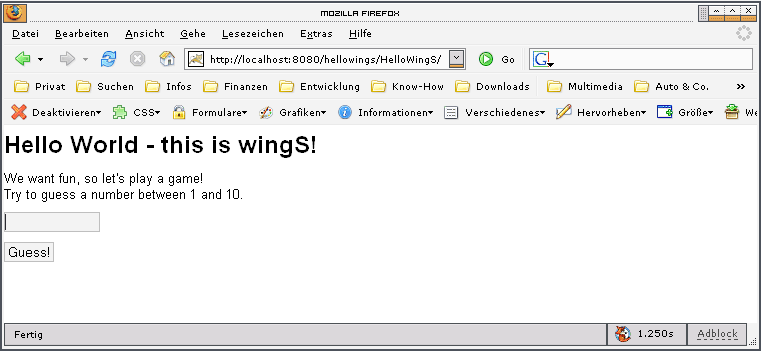 MOZILLA FIREFOX
Datei Bearbeiten Ansicht Gehe Lesezeichen Extras Hilfe
http://localhost:8080/hellowings/HelloWingS/ Go G
Privat Suchen Infos Finanzen Entwicklung Know-How Downloads Multimedia Auto & Co. »
Deaktivieren CSS Formulare Grafiken Informationen Verschiedenes Hervorheben Größe We
Hello World - this is wingS!
We want fun, so let's play a game!
Try to guess a number between 1 and 10.
Guess!
Fertig 1.250s Adblock